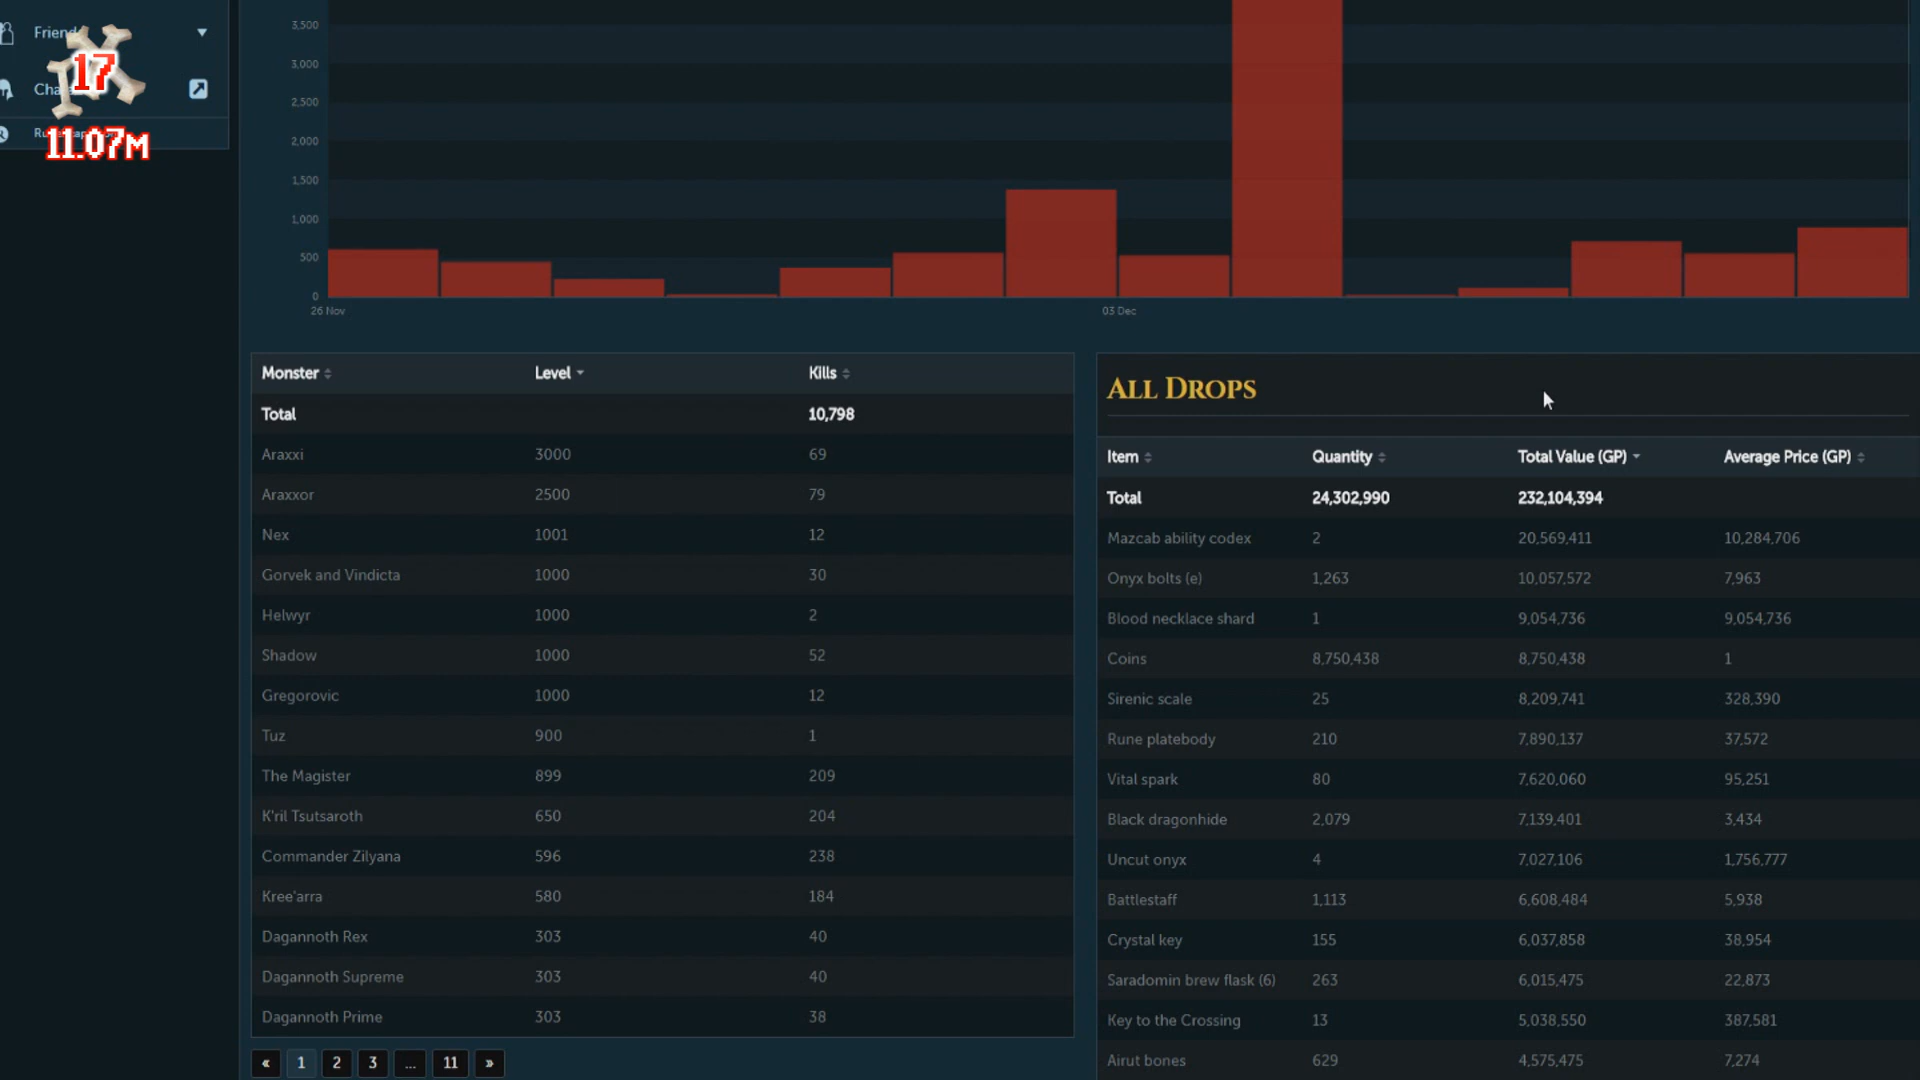 Frien
17
Cha
11.07M
3,500
3,000
2,500
2,000
1,500
1,000
500
0
26 Nov 03 Dec
Monster Level Kills
Total 10,798
Araxxi 3000 69
Araxxor 2500 79
Nex 1001 12
Gorvek and Vindicta 1000 30
Helwyr 1000 2
Shadow 1000 52
Gregorovic 1000 12
Tuz 900 1
The Magister 899 209
K'ril Tsutsaroth 650 204
Commander Zilyana 596 238
Kree'arra 580 184
Dagannoth Rex 303 40
Dagannoth Supreme 303 40
Dagannoth Prime 303 38
« 1 2 3 ... 11 »
All Drops
Item Quantity Total Value (GP) Average Price (GP)
Total 24,302,990 232,104,394
Mazcab ability codex 2 20,569,411 10,284,706
Onyx bolts (e) 1,263 10,057,572 7,963
Blood necklace shard 1 9,054,736 9,054,736
Coins 8,750,438 8,750,438 1
Sirenic scale 25 8,209,741 328,390
Rune platebody 210 7,890,137 37,572
Vital spark 80 7,620,060 95,251
Black dragonhide 2,079 7,139,401 3,434
Uncut onyx 4 7,027,106 1,756,777
Battlestaff 1,113 6,608,484 5,938
Crystal key 155 6,037,858 38,954
Saradomin brew flask (6) 263 6,015,475 22,873
Key to the Crossing 13 5,038,550 387,581
Airut bones 629 4,575,475 7,274